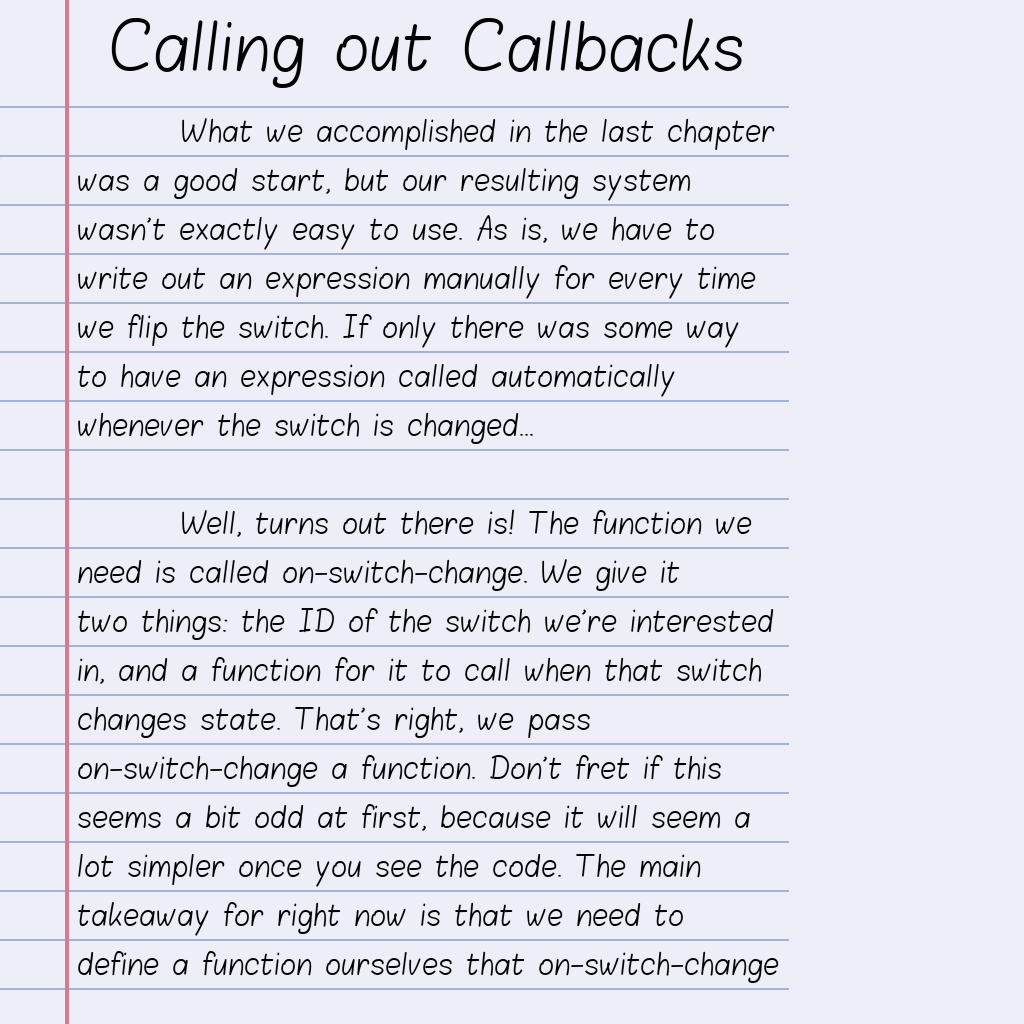 Calling out Callbacks
What we accomplished in the last chapter
was a good start, but our resulting system
wasn't exactly easy to use. As is, we have to
write out an expression manually for every time
we flip the switch. If only there was some way
to have an expression called automatically
whenever the switch is changed...
Well, turns out there is! The function we
need is called on-switch-change. We give it
two things: the ID of the switch we're interested
in, and a function for it to call when that switch
changes state. That's right, we pass
on-switch-change a function. Don't fret if this
seems a bit odd at first, because it will seem a
lot simpler once you see the code. The main
takeaway for right now is that we need to
define a function ourselves that on-switch-change